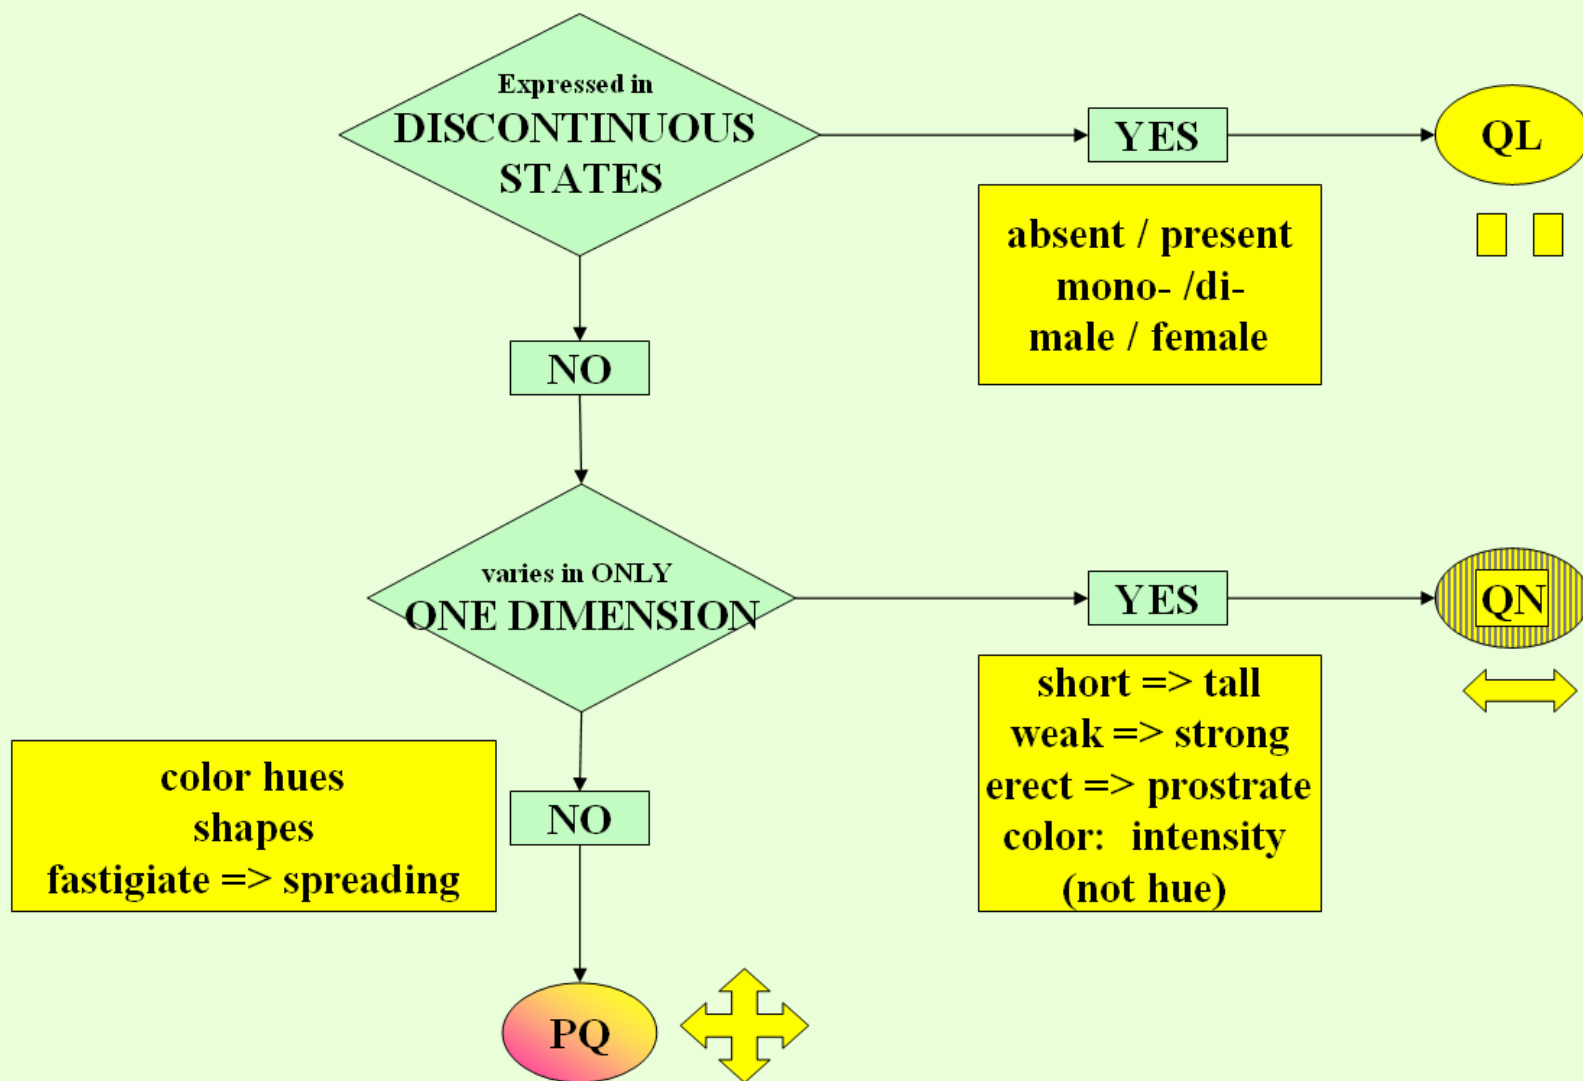 Expressed in
DISCONTINUOUS
STATES
YES
QL
absent / present
mono- /di-
male / female
NO
varies in ONLY
ONE DIMENSION
YES
QN
short => tall
weak => strong
erect => prostrate
color: intensity
(not hue)
color hues
shapes
fastigiate => spreading
NO
PQ